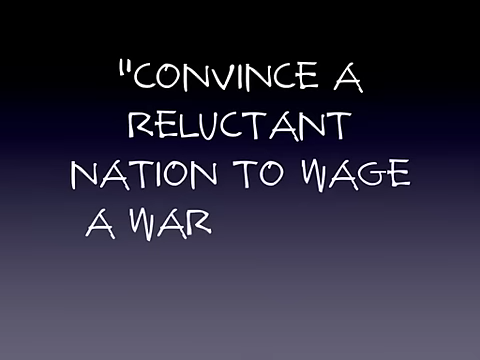 "CONVINCE A
RELUCTANT
NATION TO WAGE
A WAR